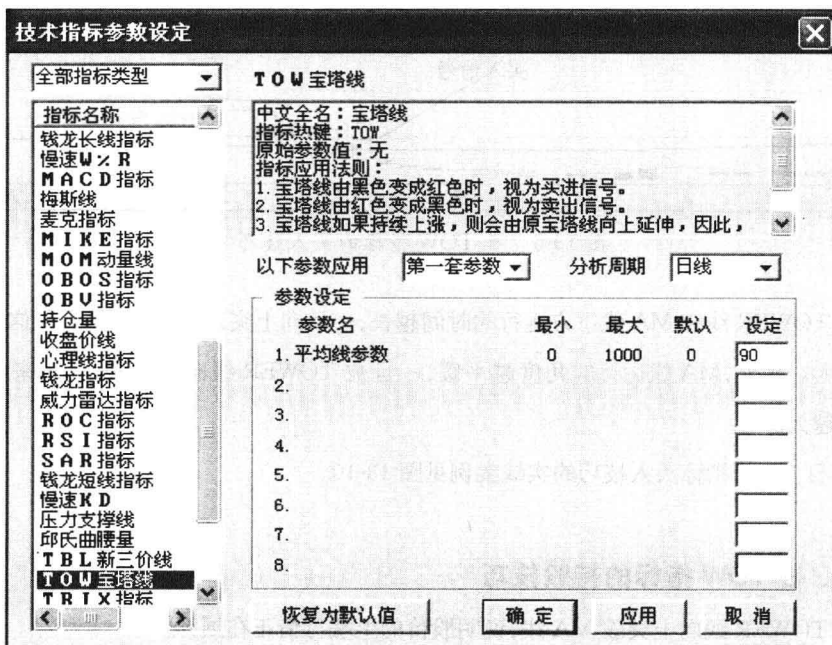 技术指标参数设定
全部指标类型
TOW宝塔线
指标名称
钱龙长线指标
慢速W%R
MACD指标
梅斯线
麦克指标
MIKE指标
MOM动量线
OBOS指标
OBV指标
持仓量
收盘价线
心理线指标
钱龙指标
威力雷达指标
ROC指标
RSI指标
SAR指标
钱龙短线指标
慢速KD
压力支撑线
邱氏曲腰量
TBL新三价线
TOW宝塔线
TRIX指标
中文全名：宝塔线
指标热键：TOW
原始参数值：无
指标应用法则：
1.宝塔线由黑色变成红色时，视为买进信号。
2.宝塔线由红色变成黑色时，视为卖出信号。
3.宝塔线如果持续上涨，则会由原宝塔线向上延伸，因此，
以下参数应用 第一套参数 分析周期 日线
参数设定
参数名 最小 最大 默认 设定
1.平均线参数 0 1000 0 90
2.
3.
4.
5.
6.
7.
8.
恢复为默认值 确定 应用 取消